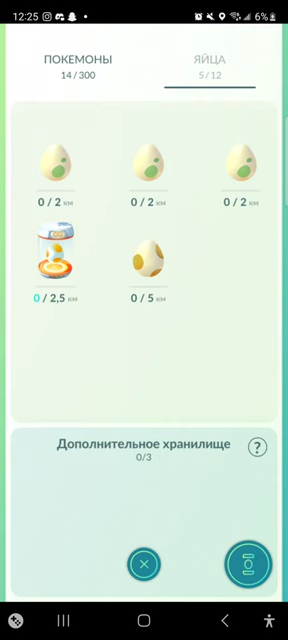 12:25 6%
ПОКЕМОНЫ ЯЙЦА
14 / 300 5 / 12
0 / 2 км 0 / 2 км 0 / 2 км
0 / 2,5 км 0 / 5 км
Дополнительное хранилище ?
0/3